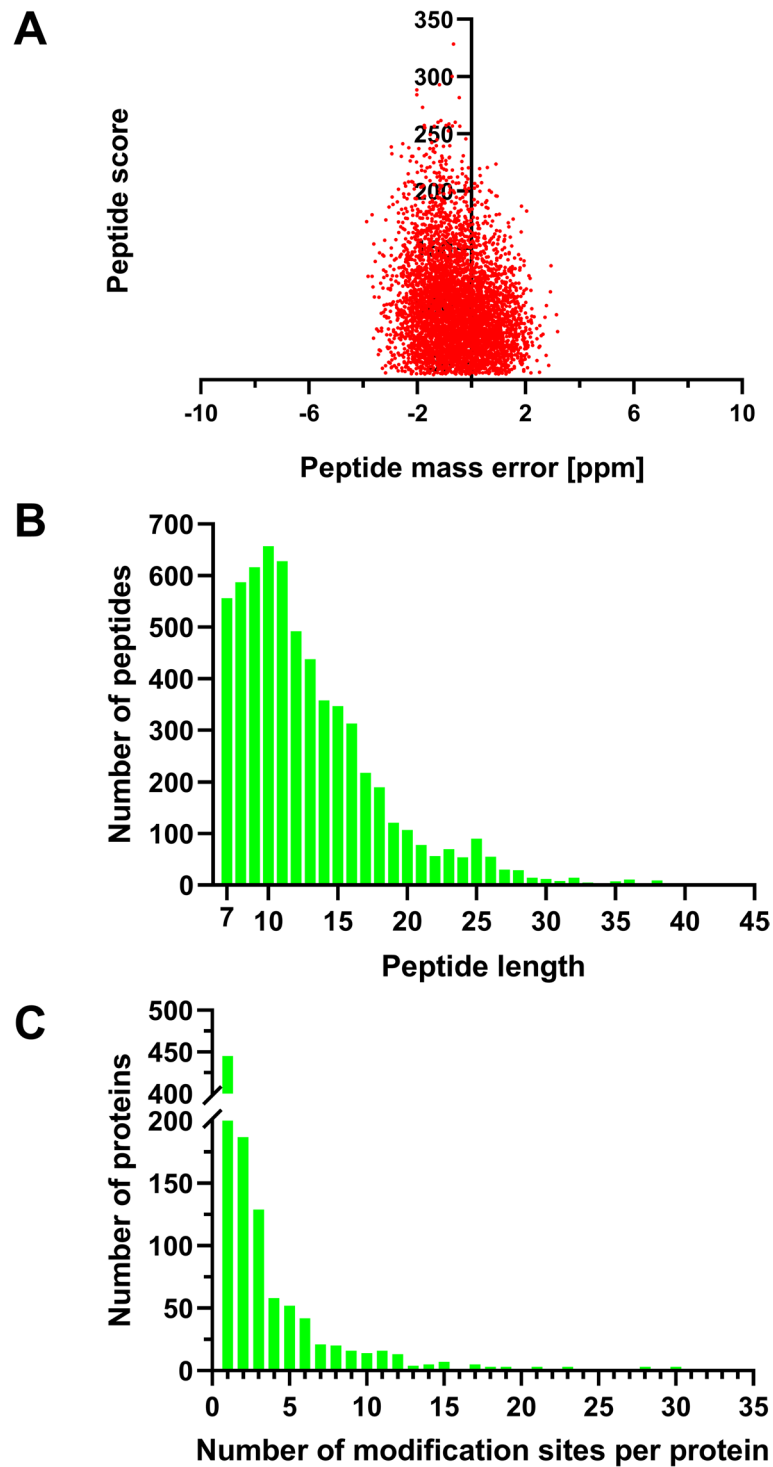 A
Peptide score
350
300
250
200
-10 -6 -2 2 6 10
Peptide mass error [ppm]
B
Number of peptides
700
600
500
400
300
200
100
0
7 10 15 20 25 30 35 40 45
Peptide length
C
Number of proteins
500
450
400
200
150
100
50
0
0 5 10 15 20 25 30 35
Number of modification sites per protein